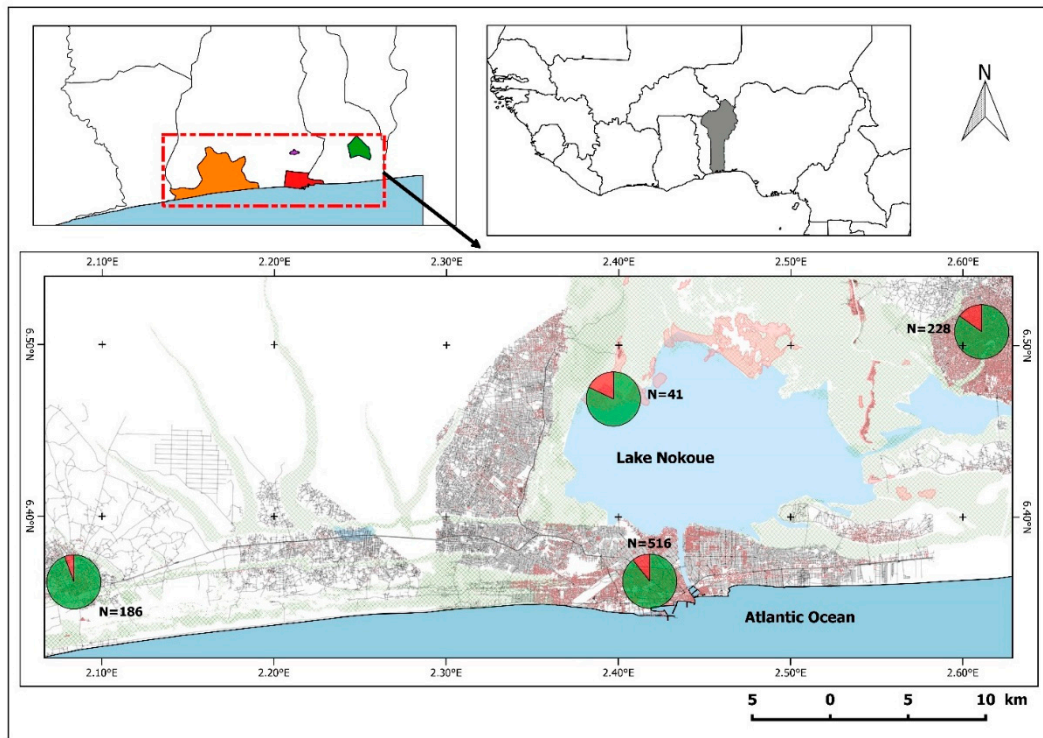 N
2.10°E
2.20°E
2.30°E
2.40°E
2.50°E
2.60°E
6.50°N
6.50°N
N=228
N=41
Lake Nokoue
6.40°N
6.40°N
N=516
N=186
Atlantic Ocean
2.10°E
2.20°E
2.30°E
2.40°E
2.50°E
2.60°E
5 0 5 10 km